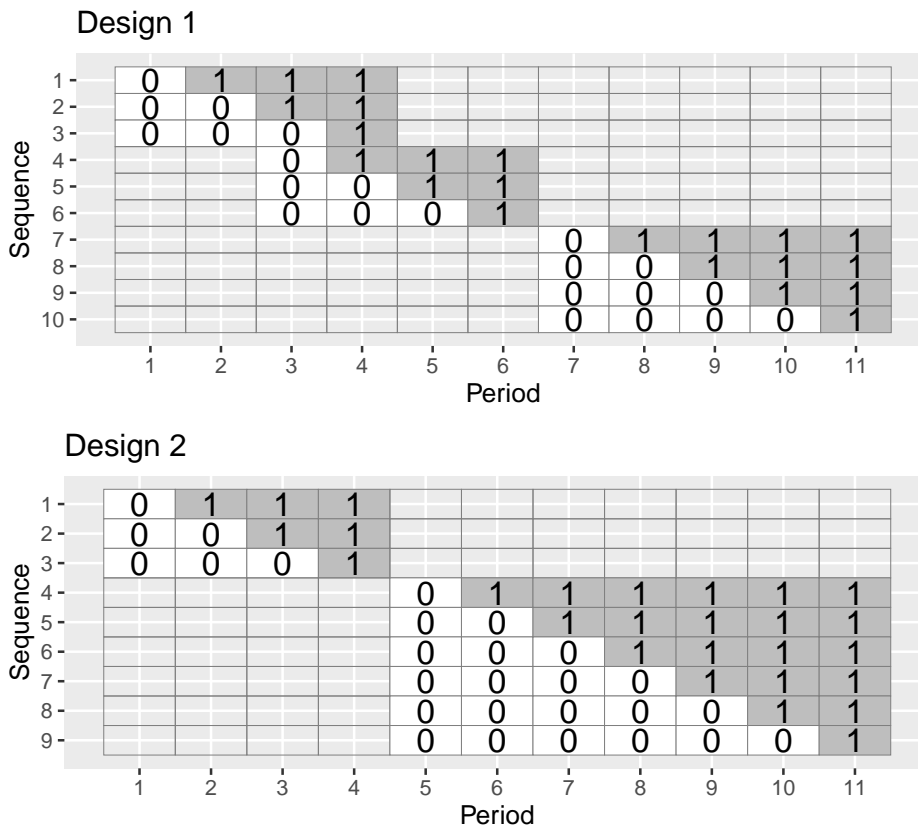 Design 1
1 0 1 1 1
2 0 0 1 1
3 0 0 0 1
4 0 1 1 1
5 0 0 1 1
6 0 0 0 1
7 0 1 1 1 1
8 0 0 1 1 1
9 0 0 0 1 1
10 0 0 0 0 1
Sequence
1 2 3 4 5 6 7 8 9 10 11
Period
Design 2
1 0 1 1 1
2 0 0 1 1
3 0 0 0 1
4 0 1 1 1 1 1 1
5 0 0 1 1 1 1 1
6 0 0 0 1 1 1 1
7 0 0 0 0 1 1 1
8 0 0 0 0 0 1 1
9 0 0 0 0 0 0 1
Sequence
1 2 3 4 5 6 7 8 9 10 11
Period